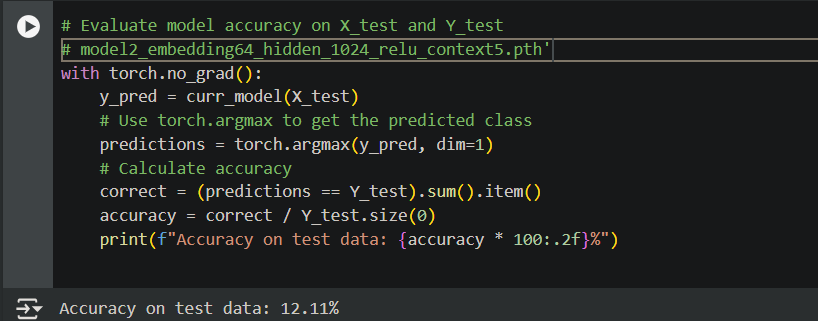 # Evaluate model accuracy on X_test and Y_test
# model2_embedding64_hidden_1024_relu_context5.pth'
with torch.no_grad():
    y_pred = curr_model(X_test)
    # Use torch.argmax to get the predicted class
    predictions = torch.argmax(y_pred, dim=1)
    # Calculate accuracy
    correct = (predictions == Y_test).sum().item()
    accuracy = correct / Y_test.size(0)
    print(f"Accuracy on test data: {accuracy * 100:.2f}%")
Accuracy on test data: 12.11%